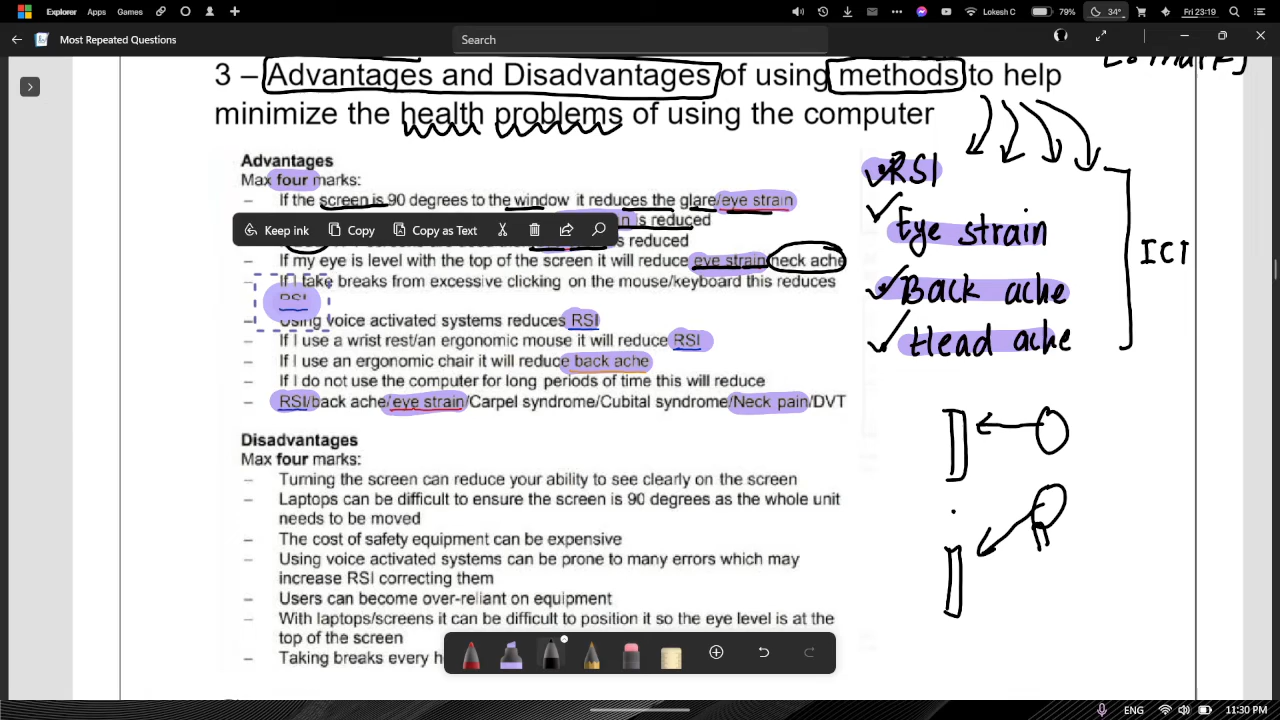 Explorer Apps Games Lokesh C 79% 34° Fri 23:19
Most Repeated Questions
Search
3 – Advantages and Disadvantages of using methods to help
minimize the health problems of using the computer
Advantages
Max four marks:
– If the screen is 90 degrees to the window it reduces the glare/eye strain
is reduced
Keep ink Copy Copy as Text
is reduced
– If my eye is level with the top of the screen it will reduce eye strain/neck ache
– If I take breaks from excessive clicking on the mouse/keyboard this reduces
RSI
– Using voice activated systems reduces RSI
– If I use a wrist rest/an ergonomic mouse it will reduce RSI
– If I use an ergonomic chair it will reduce back ache
– If I do not use the computer for long periods of time this will reduce
– RSI/back ache/eye strain/Carpel syndrome/Cubital syndrome/Neck pain/DVT
Disadvantages
Max four marks:
– Turning the screen can reduce your ability to see clearly on the screen
– Laptops can be difficult to ensure the screen is 90 degrees as the whole unit
needs to be moved
– The cost of safety equipment can be expensive
– Using voice activated systems can be prone to many errors which may
increase RSI correcting them
– Users can become over-reliant on equipment
– With laptops/screens it can be difficult to position it so the eye level is at the
top of the screen
– Taking breaks every
RSI
Eye strain
Back ache
Head ache
ICT
ENG 11:30 PM